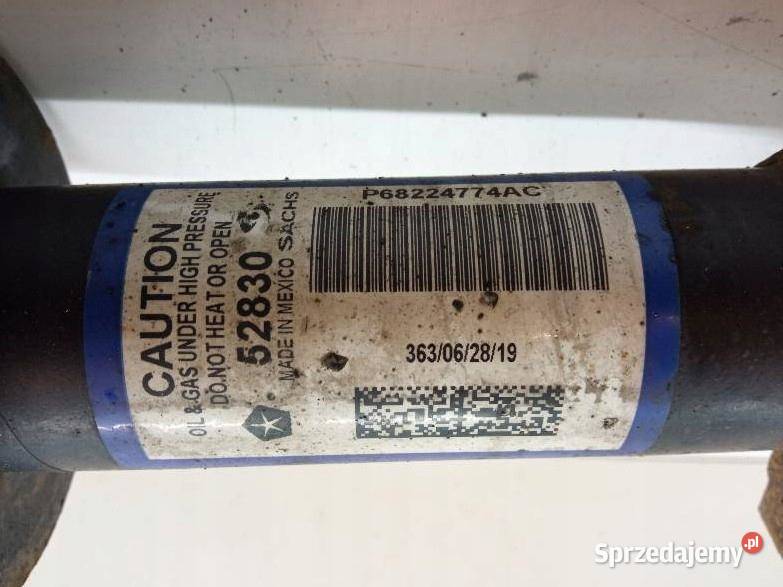 CAUTION
OIL & GAS UNDER HIGH PRESSURE
DO NOT HEAT OR OPEN
52830
MADE IN MEXICO SACHS
P68224774AC
363/06/28/19
Sprzedajemy.pl